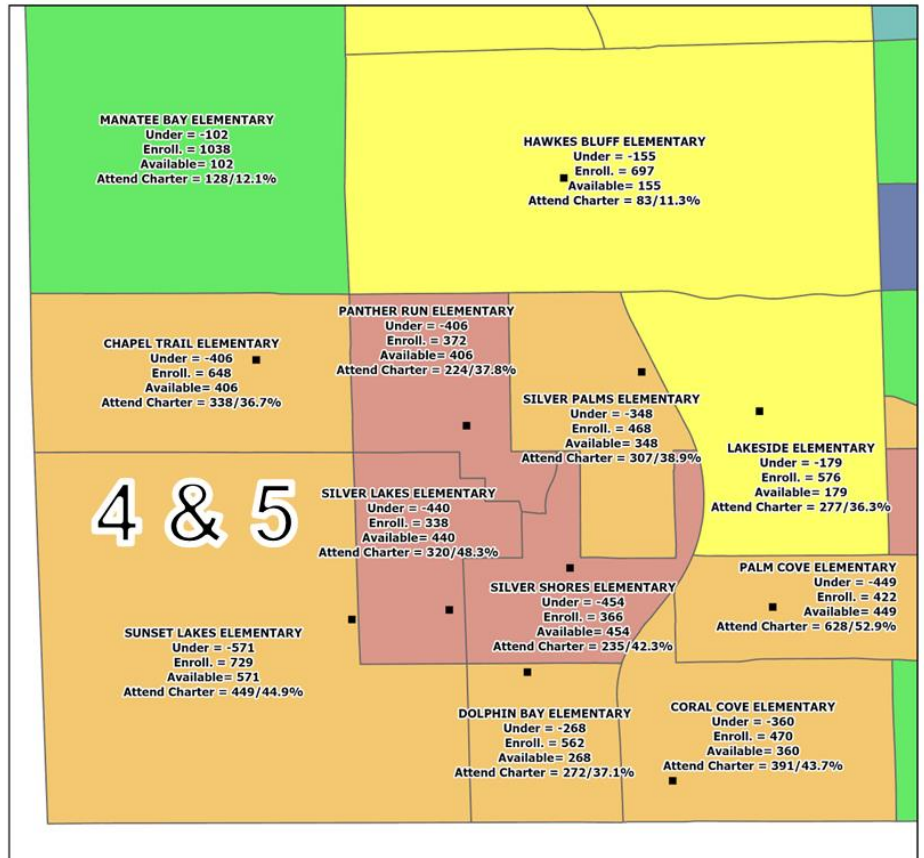 MANATEE BAY ELEMENTARY
Under = -102
Enroll. = 1038
Available= 102
Attend Charter = 128/12.1%
HAWKES BLUFF ELEMENTARY
Under = -155
Enroll. = 697
Available= 155
Attend Charter = 83/11.3%
PANTHER RUN ELEMENTARY
Under = -406
Enroll. = 372
Available= 406
Attend Charter = 224/37.8%
CHAPEL TRAIL ELEMENTARY
Under = -406
Enroll. = 648
Available= 406
Attend Charter = 338/36.7%
SILVER PALMS ELEMENTARY
Under = -348
Enroll. = 468
Available= 348
Attend Charter = 307/38.9%
LAKESIDE ELEMENTARY
Under = -179
Enroll. = 576
Available= 179
Attend Charter = 277/36.3%
4 & 5
SILVER LAKES ELEMENTARY
Under = -440
Enroll. = 338
Available= 440
Attend Charter = 320/48.3%
SILVER SHORES ELEMENTARY
Under = -454
Enroll. = 366
Available= 454
Attend Charter = 235/42.3%
PALM COVE ELEMENTARY
Under = -449
Enroll. = 422
Available= 449
Attend Charter = 628/52.9%
SUNSET LAKES ELEMENTARY
Under = -571
Enroll. = 729
Available= 571
Attend Charter = 449/44.9%
DOLPHIN BAY ELEMENTARY
Under = -268
Enroll. = 562
Available= 268
Attend Charter = 272/37.1%
CORAL COVE ELEMENTARY
Under = -360
Enroll. = 470
Available= 360
Attend Charter = 391/43.7%